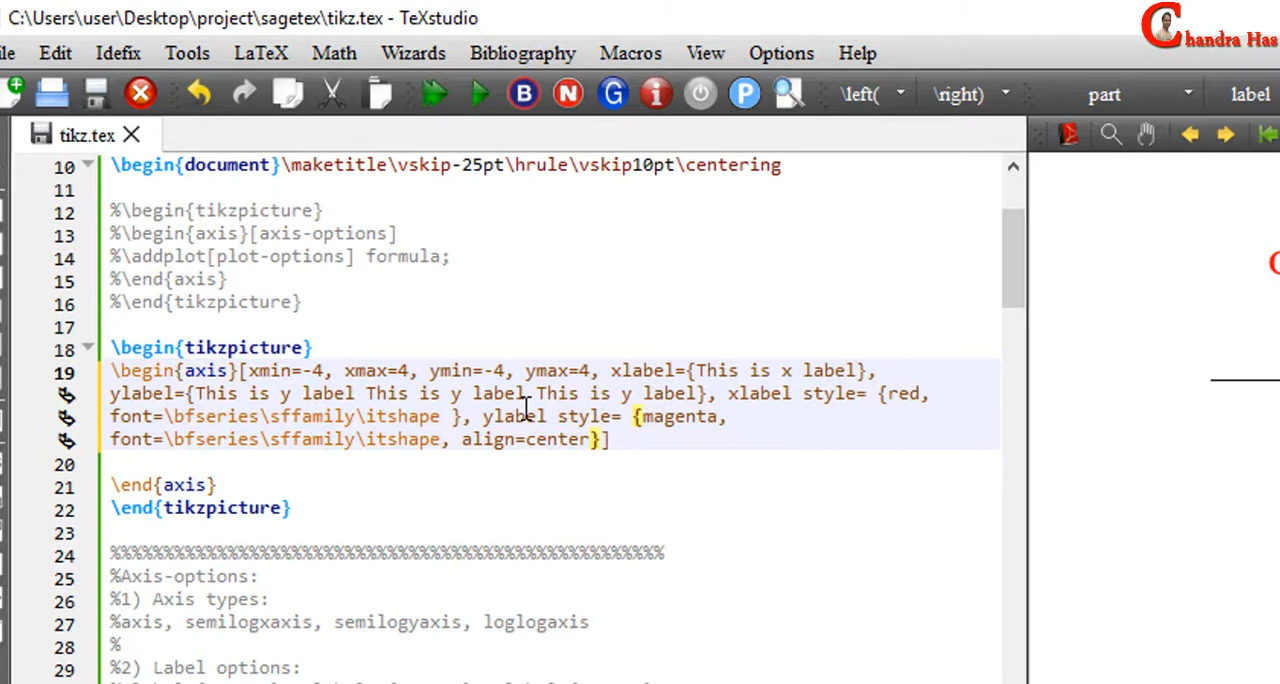 C:\Users\user\Desktop\project\sagetex\tikz.tex - TeXstudio
Chandra Has
Edit Idefix Tools LaTeX Math Wizards Bibliography Macros View Options Help
B N G i P \left( \right) part label
tikz.tex
10 \begin{document}\maketitle\vskip-25pt\hrule\vskip10pt\centering
11
12 %\begin{tikzpicture}
13 %\begin{axis}[axis-options]
14 %\addplot[plot-options] formula;
15 %\end{axis}
16 %\end{tikzpicture}
17
18 \begin{tikzpicture}
19 \begin{axis}[xmin=-4, xmax=4, ymin=-4, ymax=4, xlabel={This is x label},
ylabel={This is y label This is y label This is y label}, xlabel style= {red,
font=\bfseries\sffamily\itshape }, ylabel style= {magenta,
font=\bfseries\sffamily\itshape, align=center}]
20
21 \end{axis}
22 \end{tikzpicture}
23
24 %%%%%%%%%%%%%%%%%%%%%%%%%%%%%%%%%%%%%%%%%%%%%%%%%%%%
25 %Axis-options:
26 %1) Axis types:
27 %axis, semilogxaxis, semilogyaxis, loglogaxis
28 %
29 %2) Label options: